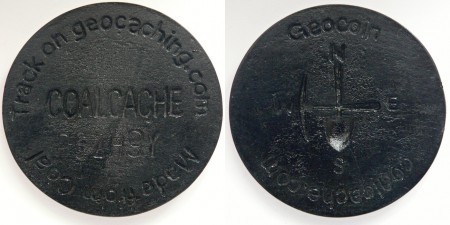 Track on geocaching.com
COALCACHE
Made from Coal
Geocoin
N
E
S
coalcache.com